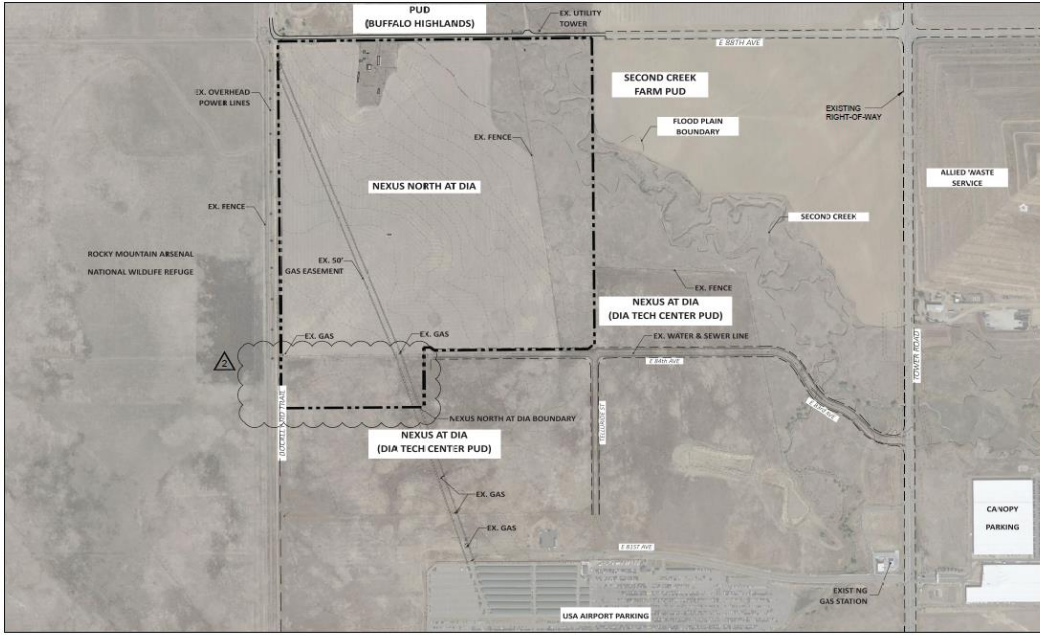 PUD
(BUFFALO HIGHLANDS)
EX. UTILITY
TOWER
E 88TH AVE
SECOND CREEK
FARM PUD
EX. OVERHEAD
POWER LINES
EXISTING
RIGHT-OF-WAY
FLOOD PLAIN
BOUNDARY
EX. FENCE
ALLIED WASTE
SERVICE
NEXUS NORTH AT DIA
EX. FENCE
SECOND CREEK
ROCKY MOUNTAIN ARSENAL
NATIONAL WILDLIFE REFUGE
EX. 50'
GAS EASEMENT
EX. FENCE
NEXUS AT DIA
(DIA TECH CENTER PUD)
EX. GAS
EX. GAS
EX. WATER & SEWER LINE
2
E 84th AVE
TOWER ROAD
E 83rd AVE
NEXUS NORTH AT DIA BOUNDARY
NEXUS AT DIA
(DIA TECH CENTER PUD)
EX. GAS
EX. GAS
CANOPY
PARKING
E 81ST AVE
EXISTING
GAS STATION
USA AIRPORT PARKING